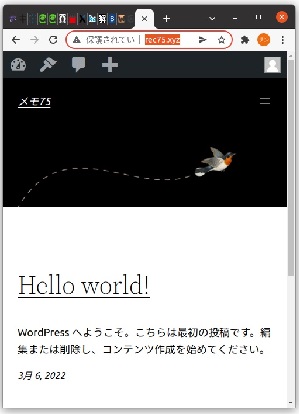 保護されてい
rec75.xyz
メモ75
Hello world!
WordPress へようこそ。こちらは最初の投稿です。編
集または削除し、コンテンツ作成を始めてください。
3月 6, 2022